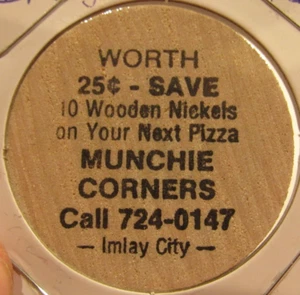 WORTH
25¢ - SAVE
10 Wooden Nickels
on Your Next Pizza
MUNCHIE
CORNERS
Call 724-0147
— Imlay City —